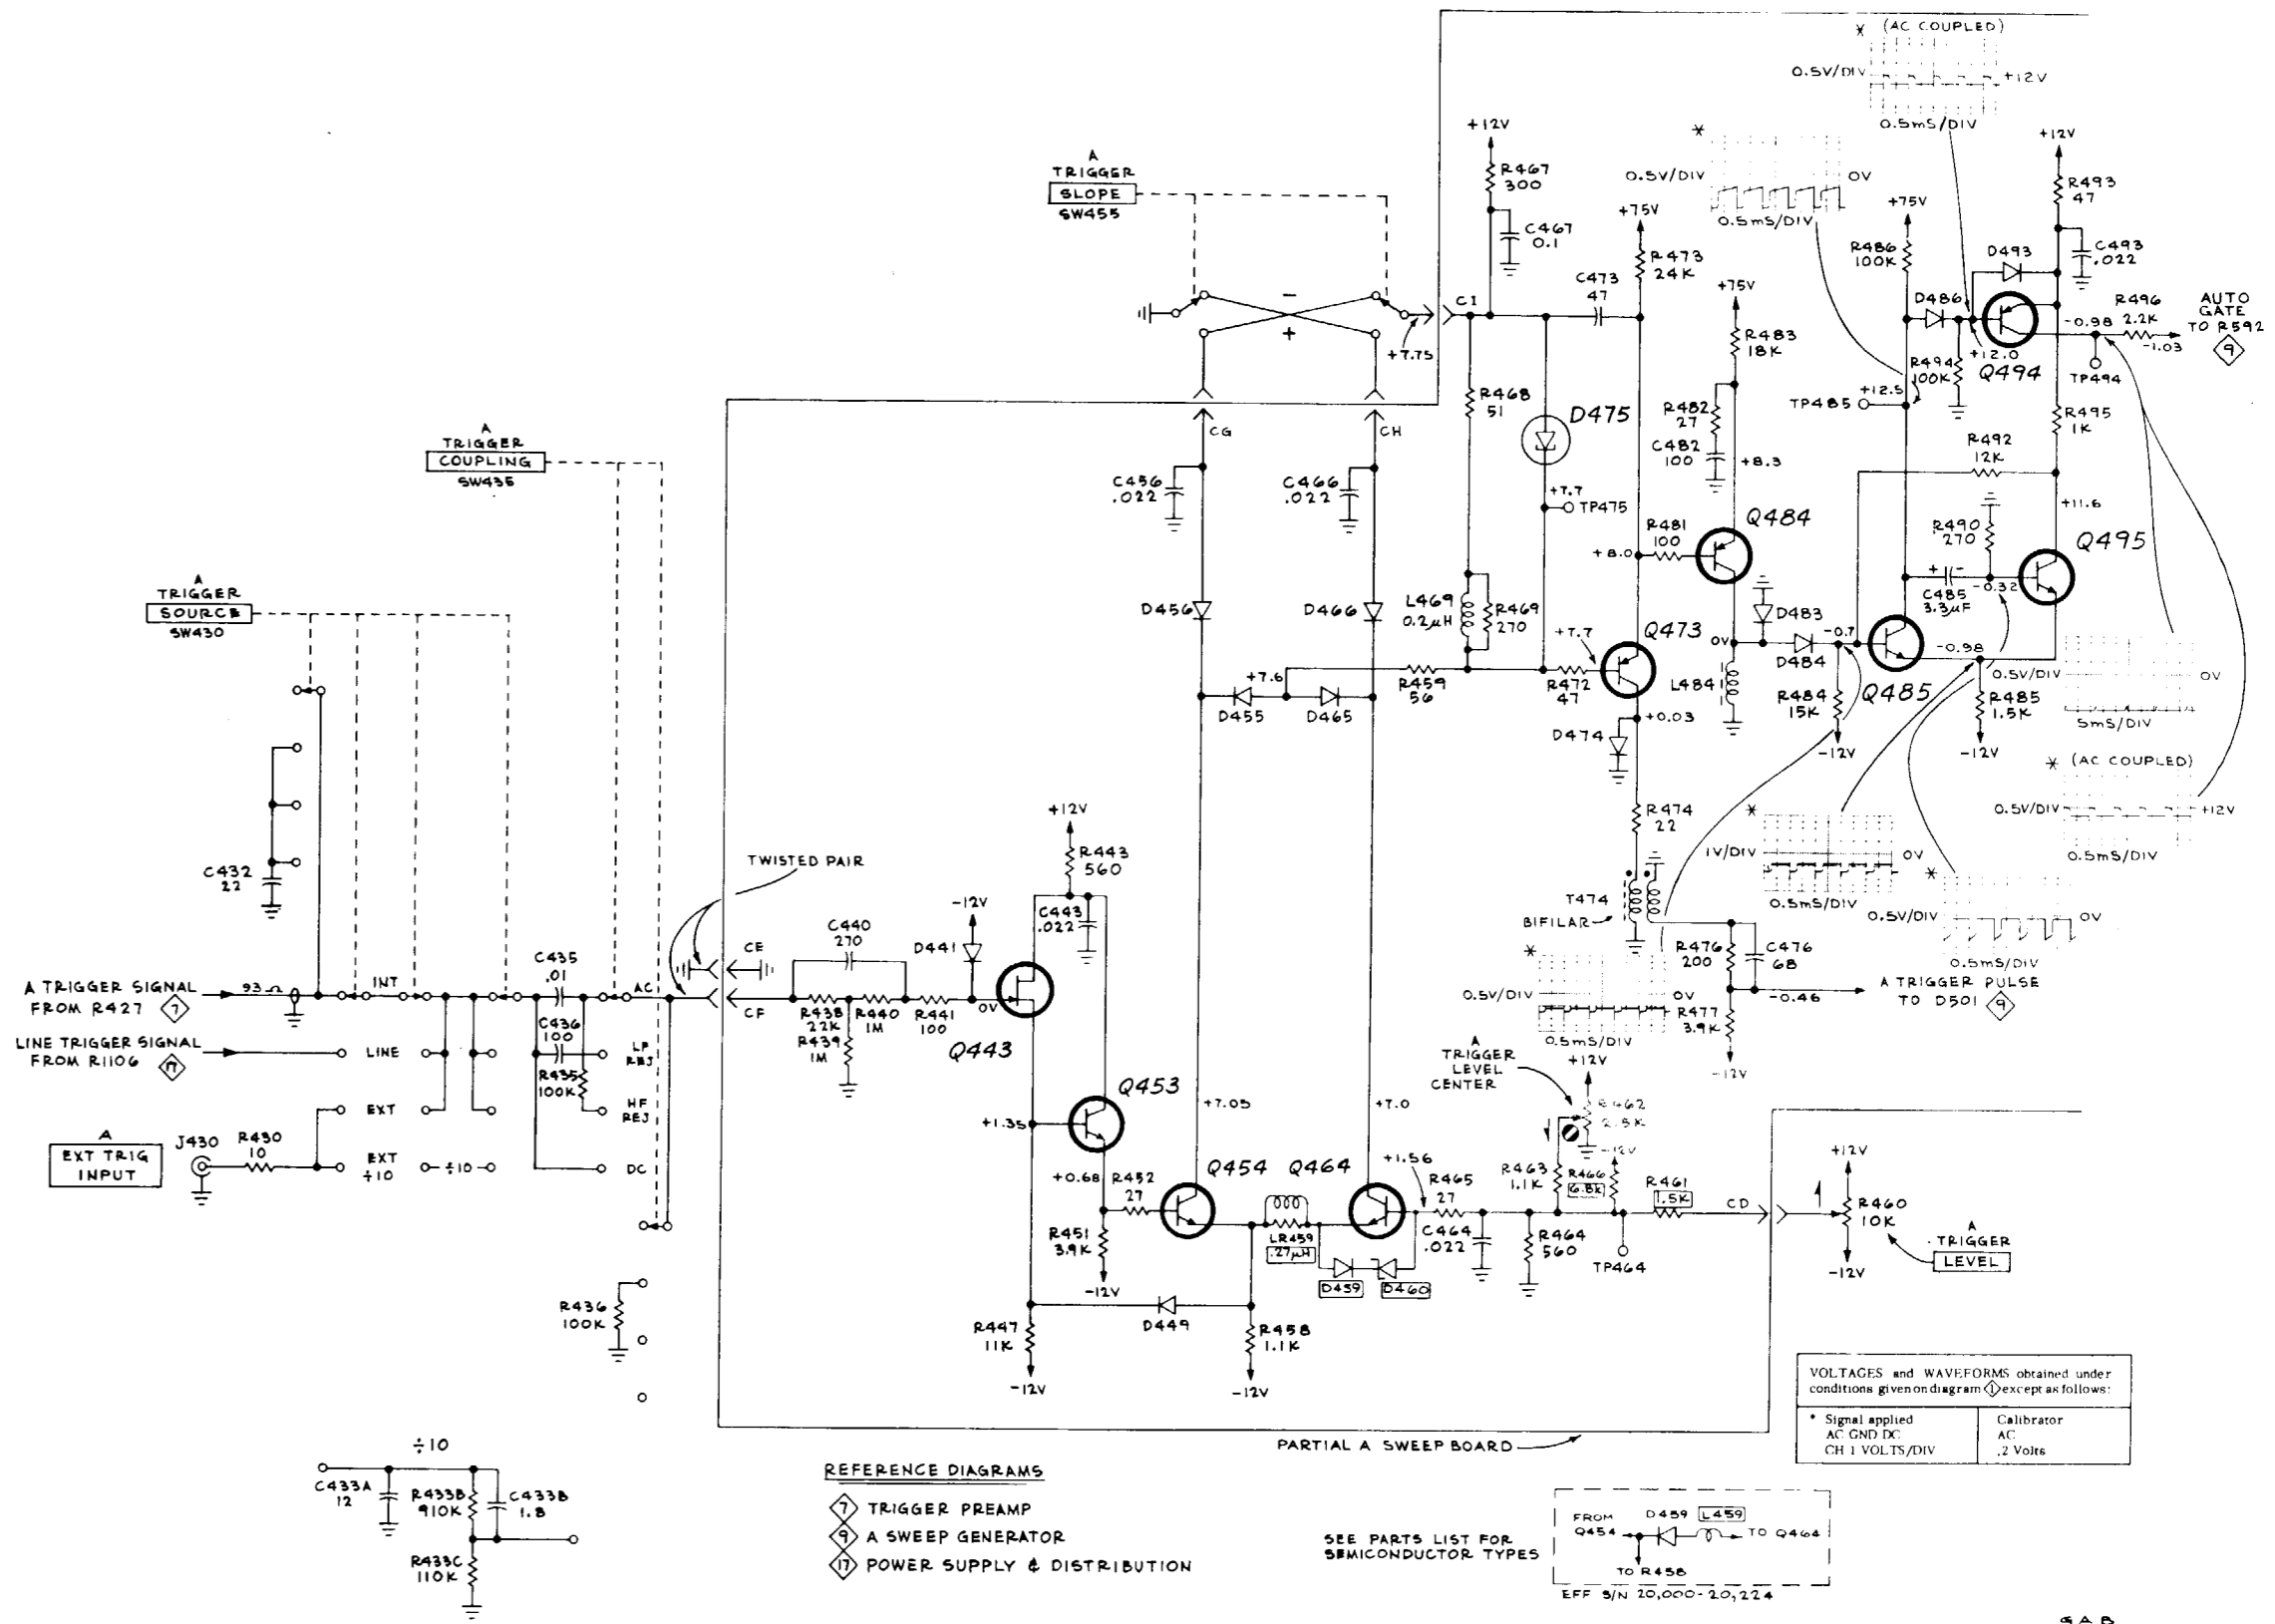 * (AC COUPLED)
0.5V/DIV
+12V
0.5mS/DIV
+12V
R467
300
C467
0.1
*
0.5V/DIV
0V
0.5mS/DIV
+75V
R473
24K
C473
47
+75V
R483
18K
+75V
R486
100K
D486
D493
+12V
R493
47
C493
.022
R496
2.2K
-0.98
-1.03
AUTO
GATE
TO R592
9
TP494
Q494
+12.0
R494
100K
+12.5
TP485
R495
1K
R492
12K
+11.6
A
TRIGGER
SLOPE
SW455
-
+
+7.75
CI
R468
51
D475
+7.7
TP475
R482
27
C482
100
+8.3
A
TRIGGER
COUPLING
SW435
CG
CH
C456
.022
C466
.022
R481
100
+8.0
Q484
R490
270
Q495
C485
3.3µF
+ -
-0.32
A
TRIGGER
SOURCE
SW430
D456
D466
L469
0.2µH
R469
270
+7.7
Q473
0V
D483
D484
-0.7
Q485
-0.98
0.5V/DIV
0V
5mS/DIV
+7.6
D455
D465
R459
56
R472
47
L484
R484
15K
-12V
R485
1.5K
-12V
D474
+0.03
* (AC COUPLED)
0.5V/DIV
+12V
0.5mS/DIV
R474
22
*
1V/DIV
0V
0.5mS/DIV
*
0.5V/DIV
0V
0.5mS/DIV
T474
BIFILAR
R476
200
C476
68
-0.46
A TRIGGER PULSE
TO D501 9
R477
3.9K
-12V
*
0.5V/DIV
0V
0.5mS/DIV
C432
22
TWISTED PAIR
+12V
R443
560
C443
.022
-12V
D441
C440
270
CE
CF
R438
22K
R440
1M
R441
100
R439
1M
0V
Q443
A TRIGGER SIGNAL
FROM R427 7
93Ω
INT
C435
.01
AC
C436
100
R435
100K
LF
REJ
HF
REJ
DC
LINE TRIGGER SIGNAL
FROM R1106 17
LINE
EXT
EXT
÷10
÷10
A
EXT TRIG
INPUT
J430
R430
10
+1.35
Q453
+0.68
R452
27
R451
3.9K
-12V
+7.05
+7.0
Q454
Q464
LR459
.27µH
D459
D460
+1.56
R465
27
C464
.022
R463
1.1K
R466
6.8K
-12V
R464
560
TP464
R461
1.5K
CD
A
TRIGGER
LEVEL
CENTER
+12V
R462
2.5K
+12V
R460
10K
-12V
A
TRIGGER
LEVEL
R436
100K
R447
11K
-12V
D449
R458
1.1K
-12V
PARTIAL A SWEEP BOARD
VOLTAGES and WAVEFORMS obtained under
conditions given on diagram 1 except as follows:
* Signal applied Calibrator
AC GND DC AC
CH 1 VOLTS/DIV .2 Volts
÷10
C433A
12
R433B
910K
C433B
1.8
R433C
110K
REFERENCE DIAGRAMS
7 TRIGGER PREAMP
9 A SWEEP GENERATOR
17 POWER SUPPLY & DISTRIBUTION
SEE PARTS LIST FOR
SEMICONDUCTOR TYPES
FROM
Q454
D459 L459
TO Q464
TO R458
EFF S/N 20,000-20,224